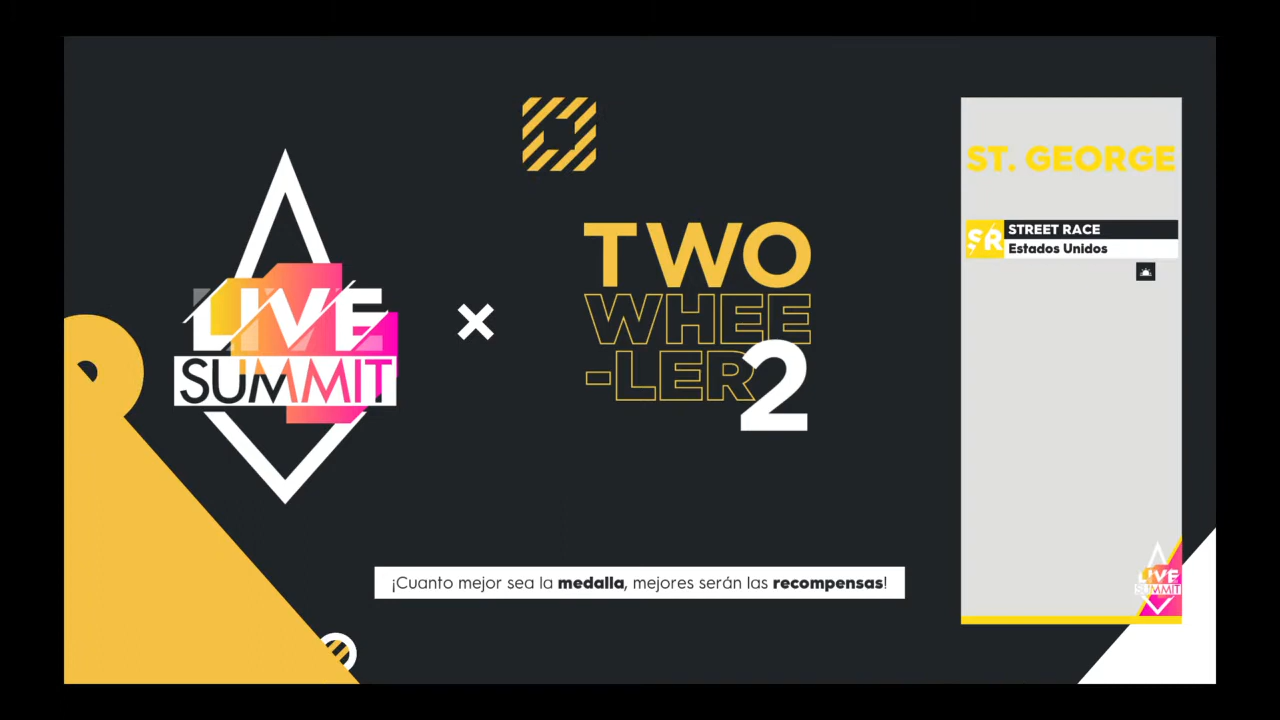 LIVE
SUMMIT
×
TWO
WHEE
-LER
2
¡Cuanto mejor sea la medalla, mejores serán las recompensas!
ST. GEORGE
SR
STREET RACE
Estados Unidos
LIVE
SUMMIT